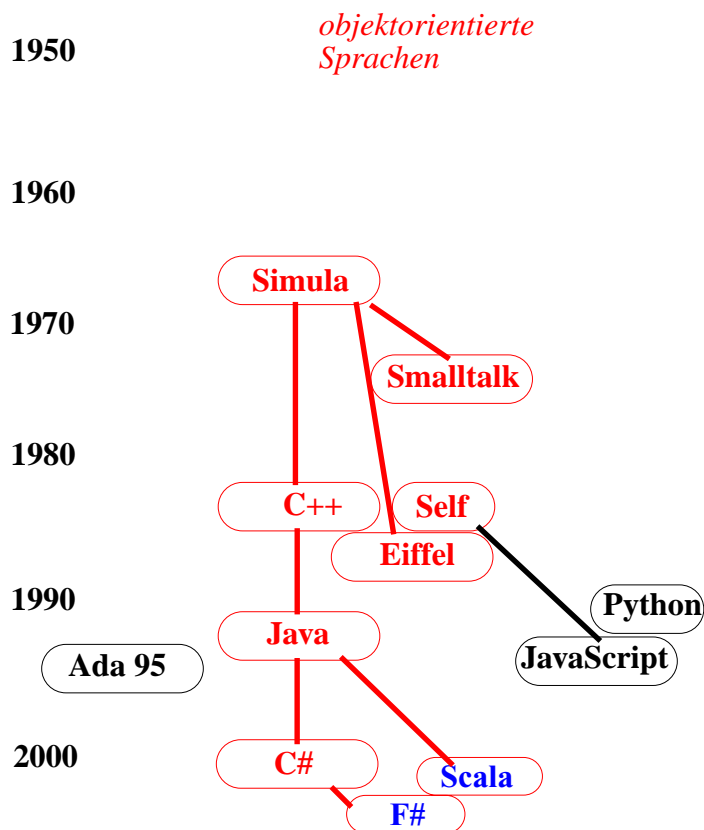 objektorientierte
1950
Sprachen
1960
Simula
1970
Smalltalk
1980
C++
Self
Eiffel
1990
Python
Java
JavaScript
Ada 95
2000
C#
Scala
F#